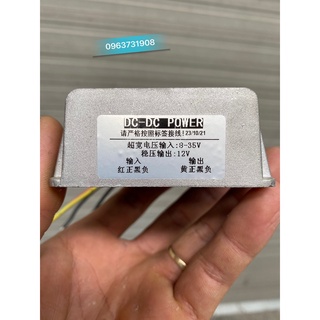 0963731908
DC-DC POWER
请严格按照标签接线!23/10/21
超宽电压输入:8-35V
稳压输出:12V
输入 输出
红正黑负 黄正黑负